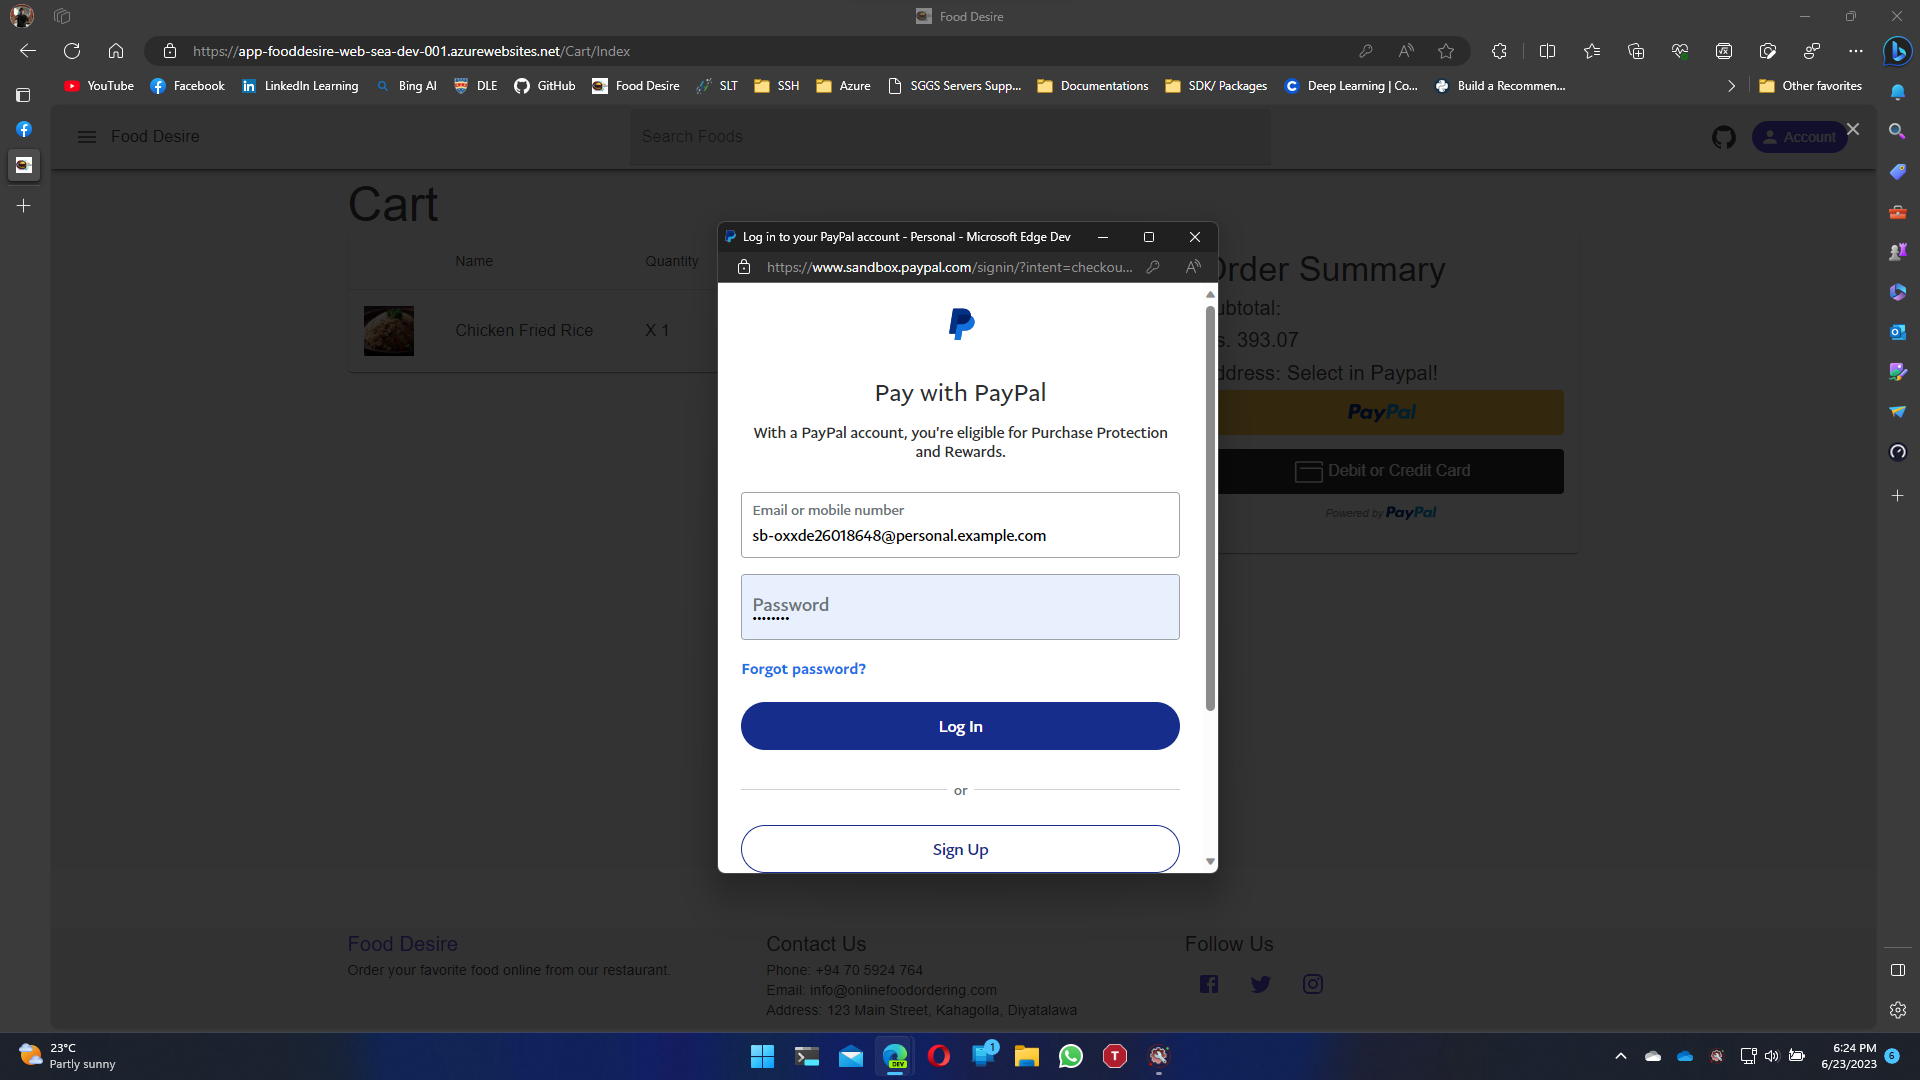 Food Desire
https://app-fooddesire-web-sea-dev-001.azurewebsites.net/Cart/Index
YouTube
Facebook
LinkedIn Learning
Bing AI
DLE
GitHub
Food Desire
SLT
SSH
Azure
SGGS Servers Supp...
Documentations
SDK/ Packages
Deep Learning | Co...
Build a Recommen...
Other favorites
Food Desire
Search Foods
Account
Cart
Name
Quantity
Chicken Fried Rice
X 1
Order Summary
ubtotal:
s. 393.07
ddress: Select in Paypal!
PayPal
Debit or Credit Card
Powered by PayPal
Log in to your PayPal account - Personal - Microsoft Edge Dev
https://www.sandbox.paypal.com/signin/?intent=checkou...
Pay with PayPal
With a PayPal account, you're eligible for Purchase Protection
and Rewards.
Email or mobile number
sb-oxxde26018648@personal.example.com
Password
••••••••
Forgot password?
Log In
or
Sign Up
Food Desire
Order your favorite food online from our restaurant.
Contact Us
Phone: +94 70 5924 764
Email: info@onlinefoodordering.com
Address: 123 Main Street, Kahagolla, Diyatalawa
Follow Us
23°C
Partly sunny
DEV
1
T
6:24 PM
6/23/2023
6